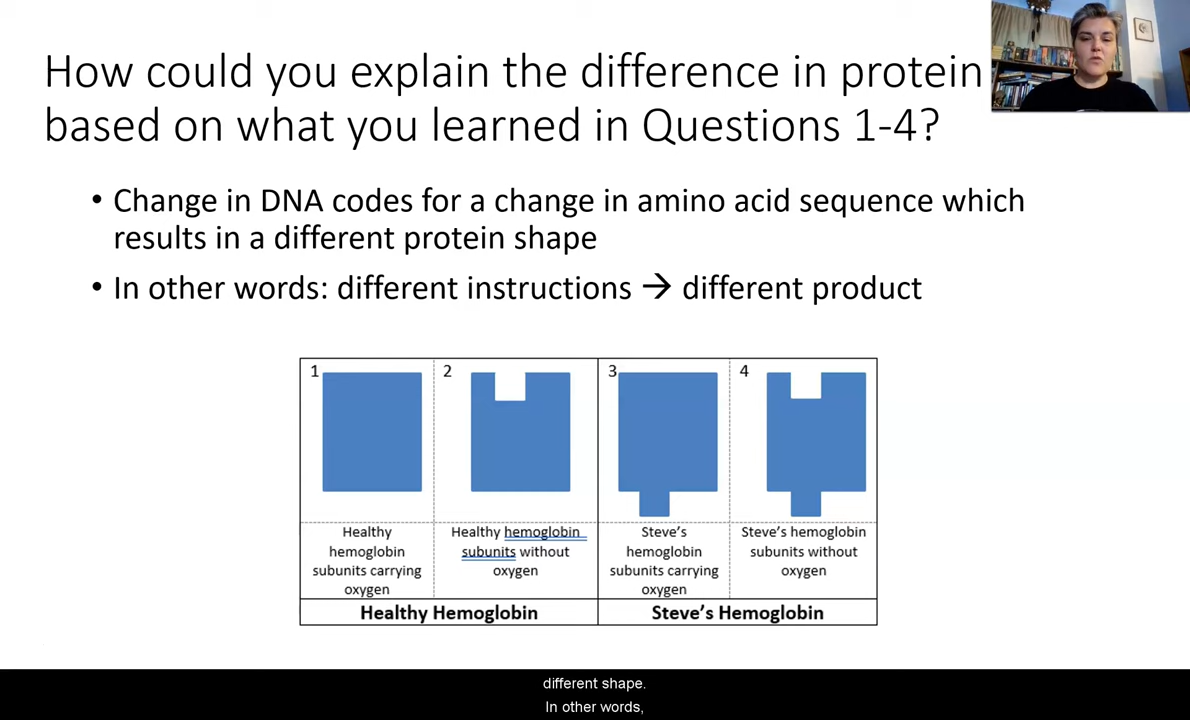 How could you explain the difference in protein
based on what you learned in Questions 1-4?
• Change in DNA codes for a change in amino acid sequence which
results in a different protein shape
• In other words: different instructions → different product
1
2
3
4
Healthy
hemoglobin
subunits carrying
oxygen
Healthy hemoglobin
subunits without
oxygen
Steve's
hemoglobin
subunits carrying
oxygen
Steve's hemoglobin
subunits without
oxygen
Healthy Hemoglobin
Steve's Hemoglobin
different shape.
In other words,